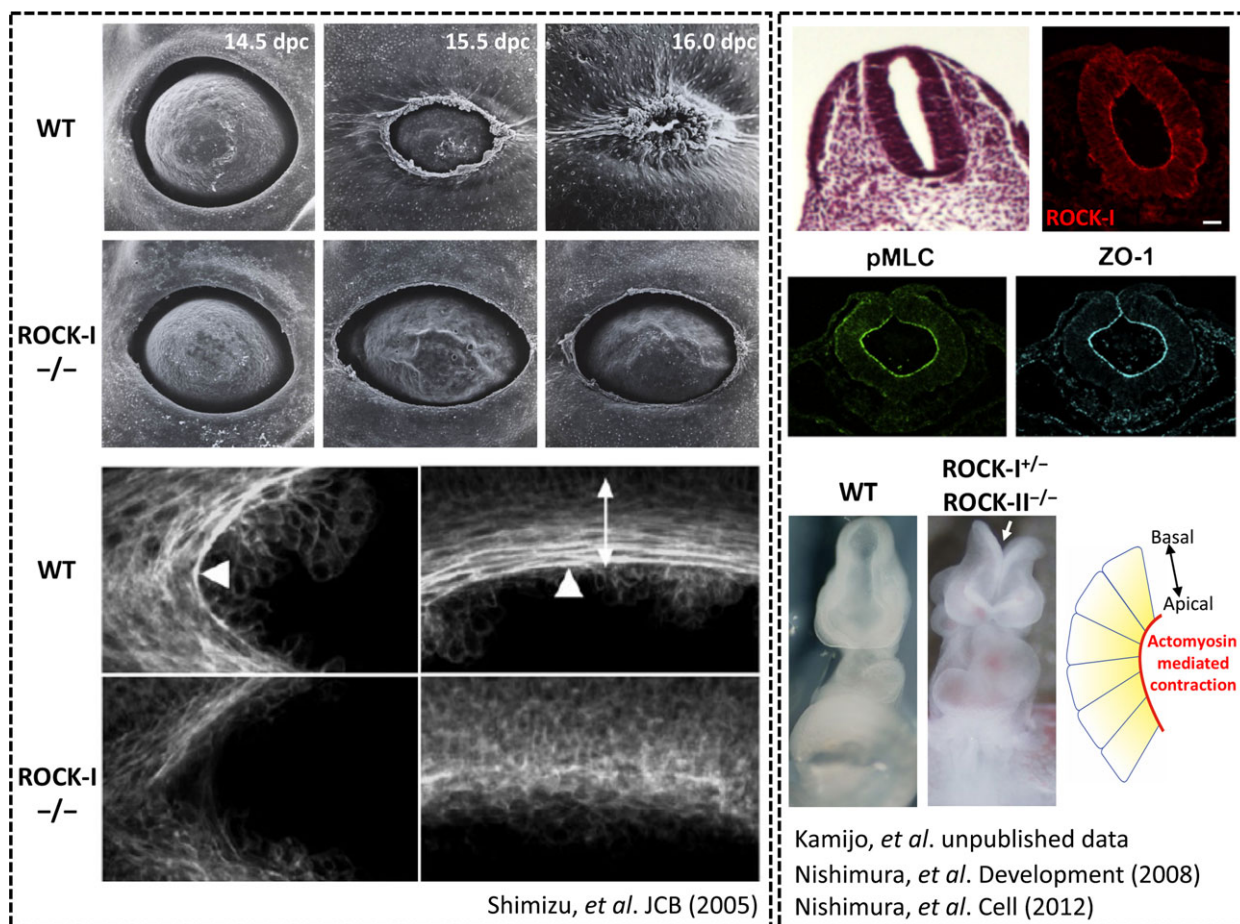 14.5 dpc
15.5 dpc
16.0 dpc
WT
ROCK-I
−/−
WT
ROCK-I
−/−
Shimizu, et al. JCB (2005)
ROCK-I
pMLC
ZO-1
WT
ROCK-I+/−
ROCK-II−/−
Basal
Apical
Actomyosin
mediated
contraction
Kamijo, et al. unpublished data
Nishimura, et al. Development (2008)
Nishimura, et al. Cell (2012)